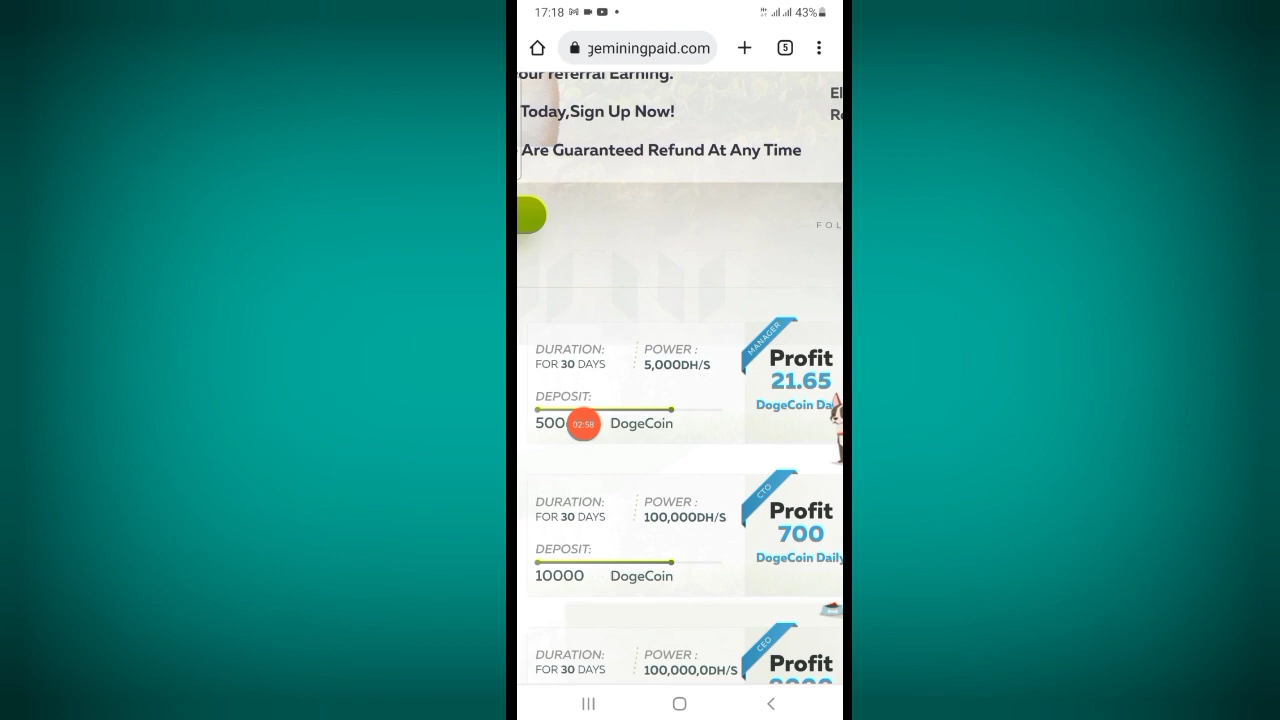 17:18
43%
geminingpaid.com
5
our referral Earning.
El
Today,Sign Up Now!
Are Guaranteed Refund At Any Time
FOL
MANAGER
DURATION:
POWER :
FOR 30 DAYS
5,000DH/S
Profit
21.65
DogeCoin Da
DEPOSIT:
500
02:58
DogeCoin
CTO
DURATION:
POWER :
FOR 30 DAYS
100,000DH/S
Profit
700
DogeCoin Daily
DEPOSIT:
10000
DogeCoin
CEO
DURATION:
POWER :
FOR 30 DAYS
100,000,0DH/S
Profit